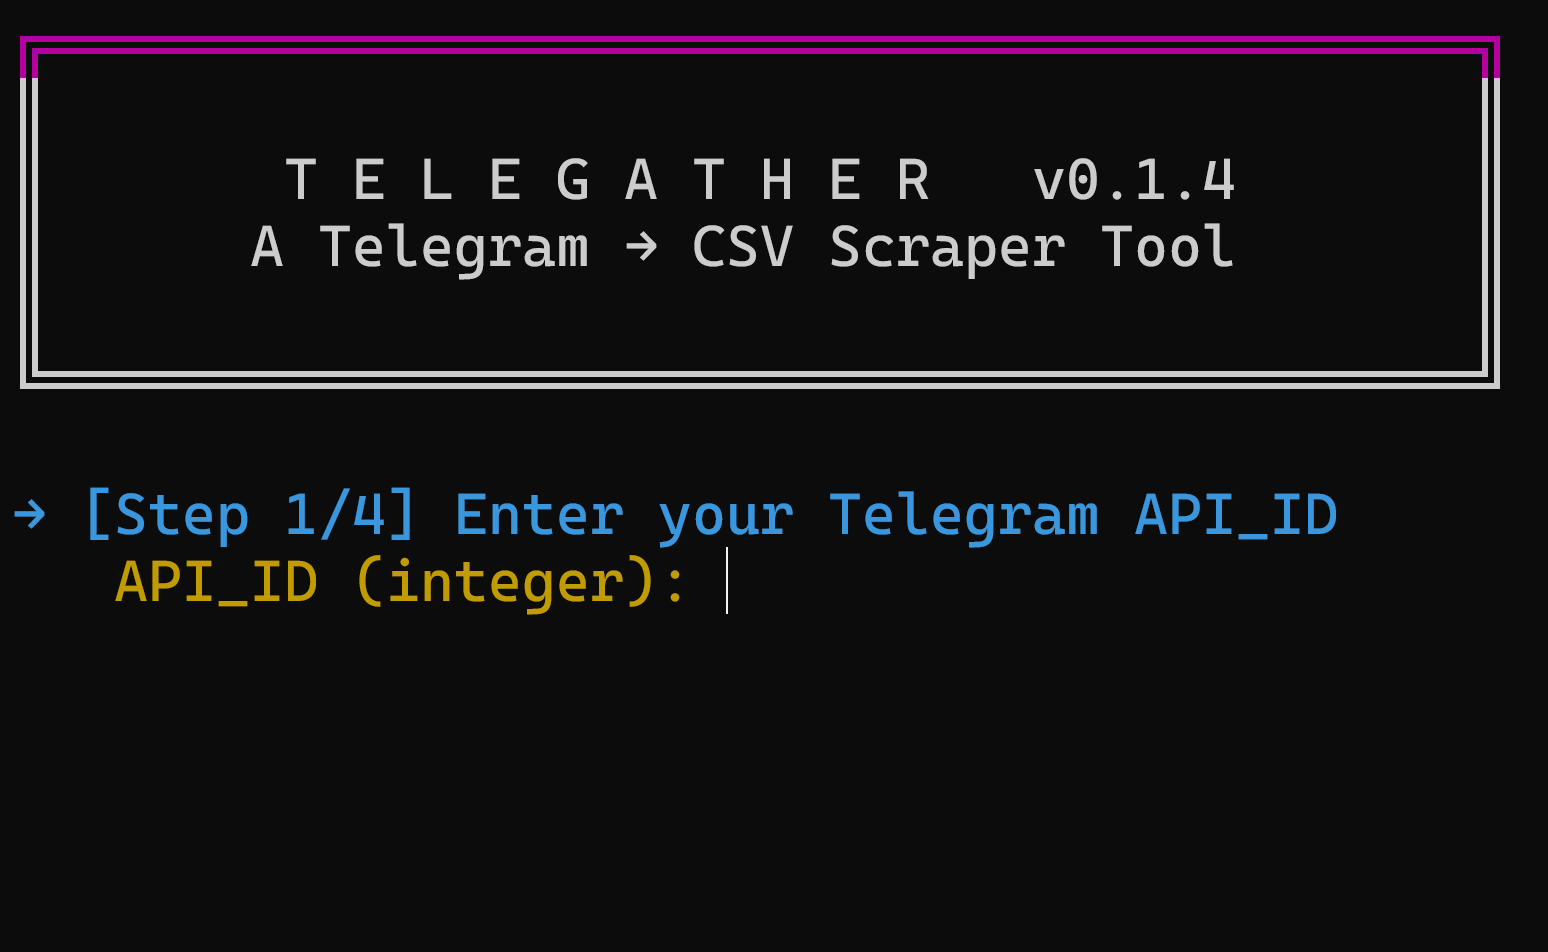 T E L E G A T H E R   v0.1.4
A Telegram → CSV Scraper Tool
→ [Step 1/4] Enter your Telegram API_ID
API_ID (integer):